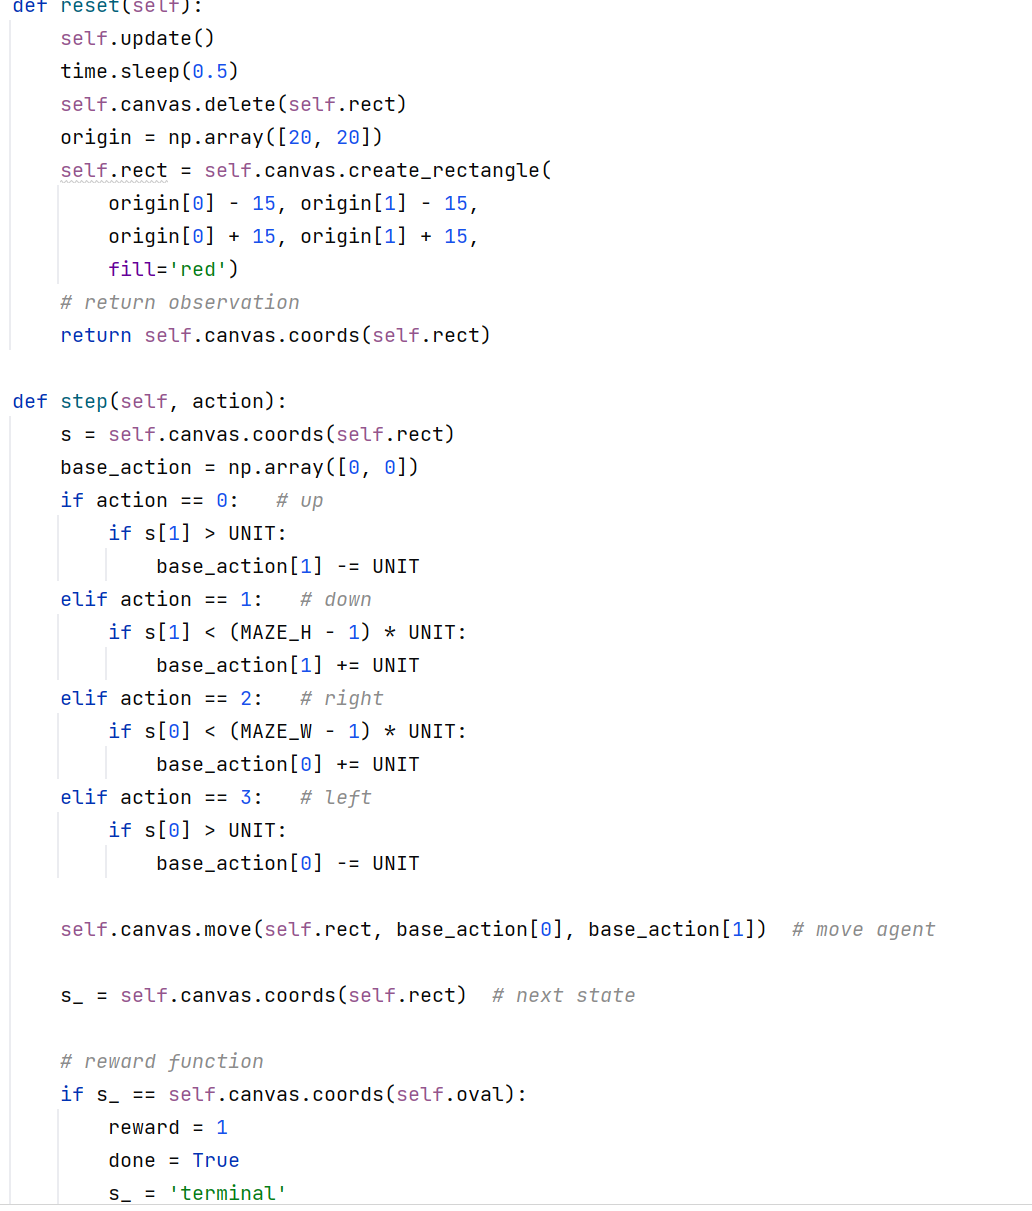 def reset(self):
    self.update()
    time.sleep(0.5)
    self.canvas.delete(self.rect)
    origin = np.array([20, 20])
    self.rect = self.canvas.create_rectangle(
        origin[0] - 15, origin[1] - 15,
        origin[0] + 15, origin[1] + 15,
        fill='red')
    # return observation
    return self.canvas.coords(self.rect)

def step(self, action):
    s = self.canvas.coords(self.rect)
    base_action = np.array([0, 0])
    if action == 0:   # up
        if s[1] > UNIT:
            base_action[1] -= UNIT
    elif action == 1:   # down
        if s[1] < (MAZE_H - 1) * UNIT:
            base_action[1] += UNIT
    elif action == 2:   # right
        if s[0] < (MAZE_W - 1) * UNIT:
            base_action[0] += UNIT
    elif action == 3:   # left
        if s[0] > UNIT:
            base_action[0] -= UNIT

    self.canvas.move(self.rect, base_action[0], base_action[1])  # move agent

    s_ = self.canvas.coords(self.rect)  # next state

    # reward function
    if s_ == self.canvas.coords(self.oval):
        reward = 1
        done = True
        s_ = 'terminal'